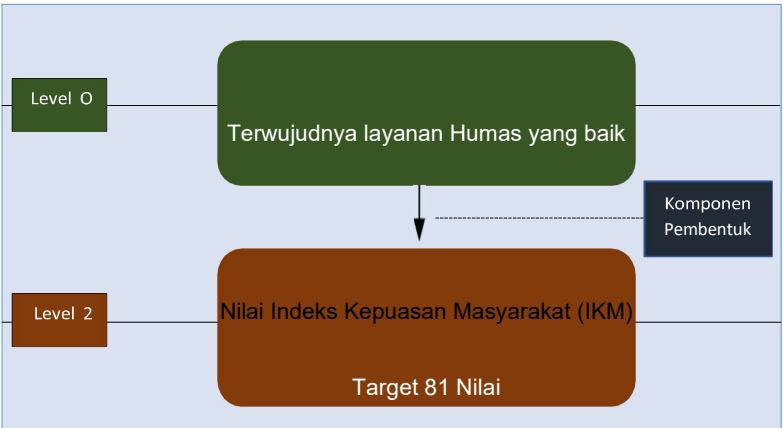 Level O
Terwujudnya layanan Humas yang baik
Komponen
Pembentuk
Level 2
Nilai Indeks Kepuasan Masyarakat (IKM)
Target 81 Nilai